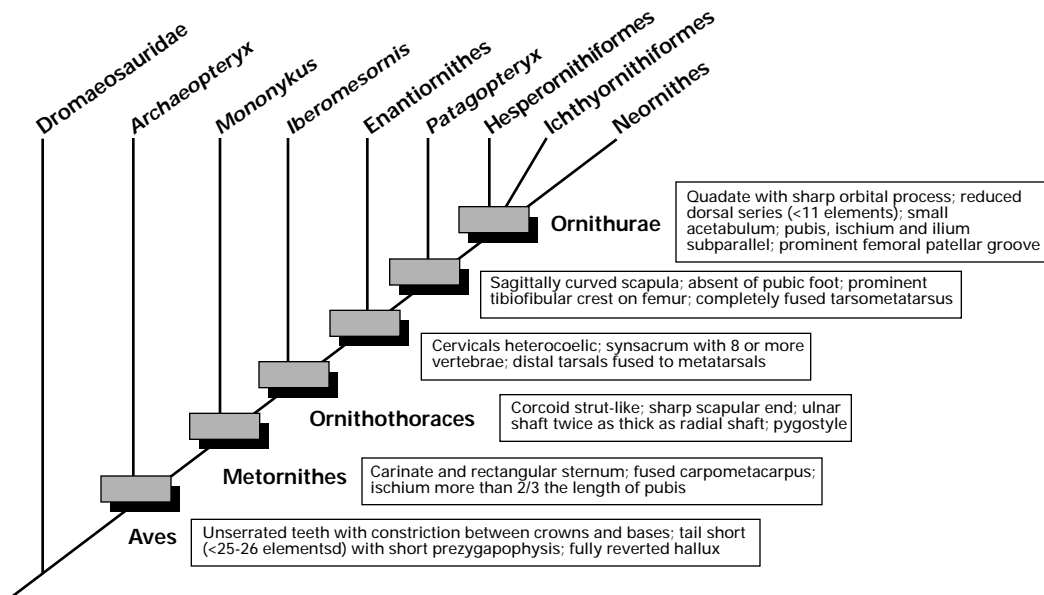 Dromaeosauridae
Archaeopteryx
Mononykus
Iberomesornis
Enantiornithes
Patagopteryx
Hesperornithiformes
Ichthyornithiformes
Neornithes
Ornithurae
Quadate with sharp orbital process; reduced
dorsal series (<11 elements); small
acetabulum; pubis, ischium and ilium
subparallel; prominent femoral patellar groove
Sagittally curved scapula; absent of pubic foot; prominent
tibiofibular crest on femur; completely fused tarsometatarsus
Cervicals heterocoelic; synsacrum with 8 or more
vertebrae; distal tarsals fused to metatarsals
Ornithothoraces
Corcoid strut-like; sharp scapular end; ulnar
shaft twice as thick as radial shaft; pygostyle
Metornithes
Carinate and rectangular sternum; fused carpometacarpus;
ischium more than 2/3 the length of pubis
Aves
Unserrated teeth with constriction between crowns and bases; tail short
(<25-26 elementsd) with short prezygapophysis; fully reverted hallux